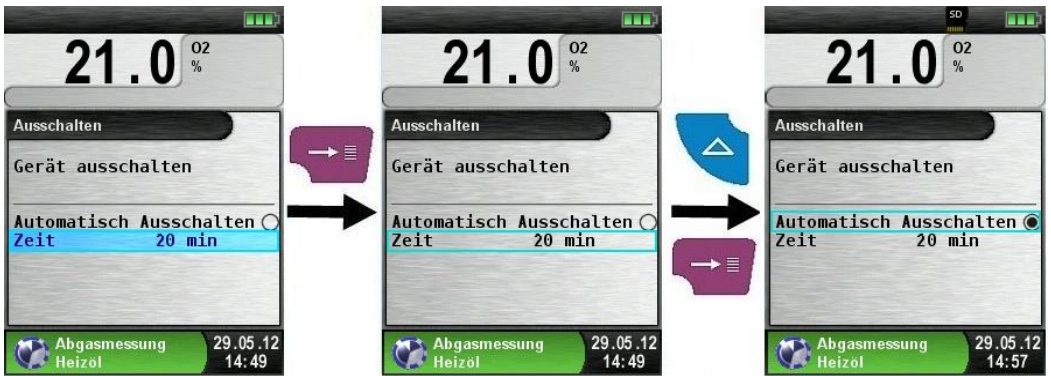 21.0 O2
%
Ausschalten
Gerät ausschalten
Automatisch Ausschalten
Zeit 20 min
Abgasmessung 29.05.12
Heizöl 14:49
21.0 O2
%
Ausschalten
Gerät ausschalten
Automatisch Ausschalten
Zeit 20 min
Abgasmessung 29.05.12
Heizöl 14:49
SD
21.0 O2
%
Ausschalten
Gerät ausschalten
Automatisch Ausschalten
Zeit 20 min
Abgasmessung 29.05.12
Heizöl 14:57